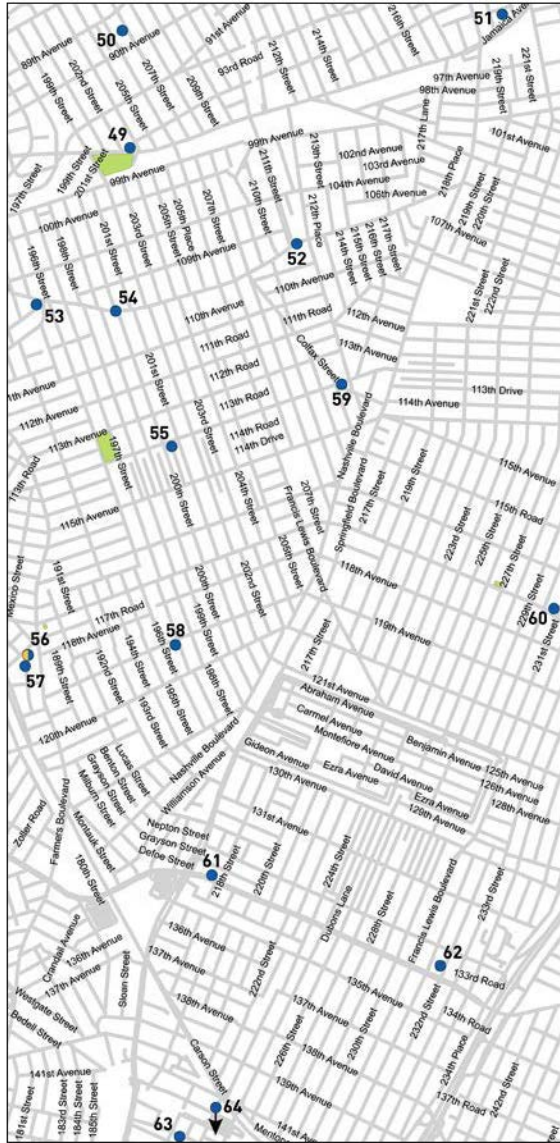 50
51
89th Avenue
90th Avenue
91st Avenue
216th Street
Jamaica Ave
199th Street
202nd Street
205th Street
207th Street
209th Street
93rd Road
212th Street
214th Street
97th Avenue
98th Avenue
219th Street
221st Street
49
197th Street
199th Street
201st Street
99th Avenue
99th Avenue
211th Street
213th Street
102nd Avenue
103rd Avenue
104th Avenue
106th Avenue
217th Lane
218th Place
101st Avenue
219th Street
220th Street
100th Avenue
196th Street
198th Street
201st Street
203rd Street
205th Street
205th Place
207th Street
109th Avenue
210th Street
212th Place
52
214th Street
215th Street
216th Street
217th Street
107th Avenue
221st Street
222nd Street
53
54
110th Avenue
110th Avenue
111th Road
111th Road
112th Road
112th Avenue
113th Avenue
113th Road
Colfax Street
59
113th Drive
114th Avenue
1th Avenue
112th Avenue
113th Avenue
113th Road
197th Street
201st Street
203rd Street
55
200th Street
114th Road
114th Drive
204th Street
Nashville Boulevard
Springfield Boulevard
217th Street
219th Street
115th Avenue
115th Avenue
115th Road
Francis Lewis Boulevard
207th Street
205th Street
118th Avenue
119th Avenue
223rd Street
225th Street
227th Street
229th Street
231st Street
60
Mexico Street
191st Street
117th Road
118th Avenue
56
57
58
189th Street
192nd Street
194th Street
196th Street
193rd Street
195th Street
198th Street
199th Street
200th Street
202nd Street
217th Street
120th Avenue
121st Avenue
Abraham Avenue
Carmel Avenue
Montefiore Avenue
Benjamin Avenue
125th Avenue
126th Avenue
128th Avenue
Gideon Avenue
Ezra Avenue
David Avenue
Ezra Avenue
129th Avenue
130th Avenue
131st Avenue
Lucas Street
Benton Street
Grayson Street
Milburn Street
Montauk Street
Nashville Boulevard
Williamson Avenue
Zoller Road
Farmers Boulevard
180th Street
Nepton Street
Grayson Street
Defoe Street
61
218th Street
220th Street
224th Street
Dubons Lane
228th Street
Francis Lewis Boulevard
233rd Street
62
133rd Road
134th Road
135th Avenue
136th Avenue
137th Avenue
138th Avenue
222nd Street
137th Avenue
138th Avenue
139th Avenue
226th Street
230th Street
232nd Street
234th Place
137th Road
242nd Street
Crandall Avenue
136th Avenue
137th Avenue
Westgate Street
Bedell Street
Sloan Street
141st Avenue
181st Street
183rd Street
184th Street
185th Street
Carson Street
63
64
141st Av